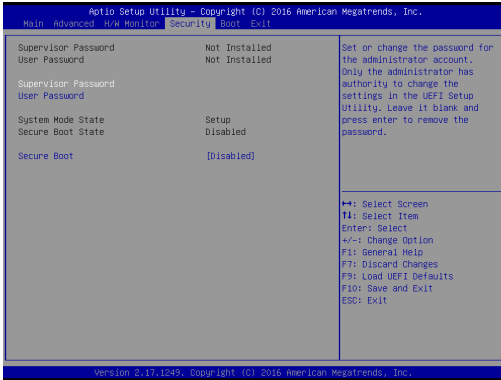 Aptio Setup Utility – Copyright (C) 2016 American Megatrends, Inc.
Main Advanced H/W Monitor Security Boot Exit
Supervisor Password Not Installed
User Password Not Installed
Supervisor Password
User Password
System Mode State Setup
Secure Boot State Disabled
Secure Boot [Disabled]
Set or change the password for
the administrator account.
Only the administrator has
authority to change the
settings in the UEFI Setup
Utility. Leave it blank and
press enter to remove the
password.
↔: Select Screen
↑↓: Select Item
Enter: Select
+/-: Change Option
F1: General Help
F7: Discard Changes
F9: Load UEFI Defaults
F10: Save and Exit
ESC: Exit
Version 2.17.1249. Copyright (C) 2016 American Megatrends, Inc.